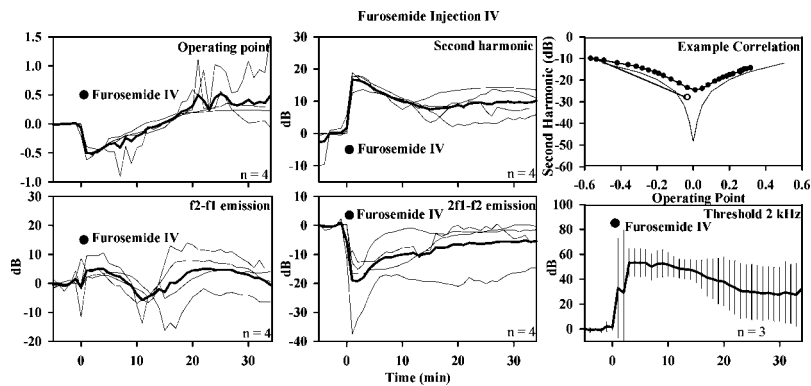 Furosemide Injection IV
Operating point
1.5
1.0
0.5
0.0
-0.5
-1.0
Furosemide IV
n = 4
Second harmonic
30
20
10
0
-10
dB
Furosemide IV
n = 4
Example Correlation
Second Harmonic (dB)
0
-10
-20
-30
-40
-50
-60
-0.6
-0.4
-0.2
0.0
0.2
0.4
0.6
Operating Point
f2-f1 emission
30
20
10
0
-10
-20
dB
Furosemide IV
n = 4
0
10
20
30
2f1-f2 emission
10
0
-10
-20
-30
-40
dB
Furosemide IV
n = 4
0
10
20
30
Time (min)
Threshold 2 kHz
100
80
60
40
20
0
dB
Furosemide IV
n = 3
0
10
20
30